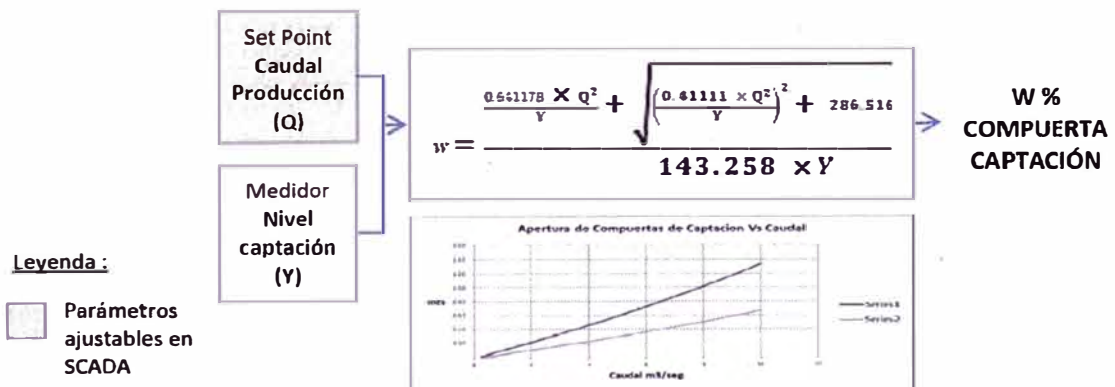 Set Point
Caudal
Producción
(Q)
Medidor
Nivel
captación
(Y)
Leyenda :
Parámetros
ajustables en
SCADA
w = 
× Q²
Y
+
(0.61111 × Q²)²
Y
+ 286.516
143.258 × Y
W %
COMPUERTA
CAPTACIÓN
Apertura de Compuertas de Captacion Vs Caudal
Series1
Series2
Caudal m3/seg